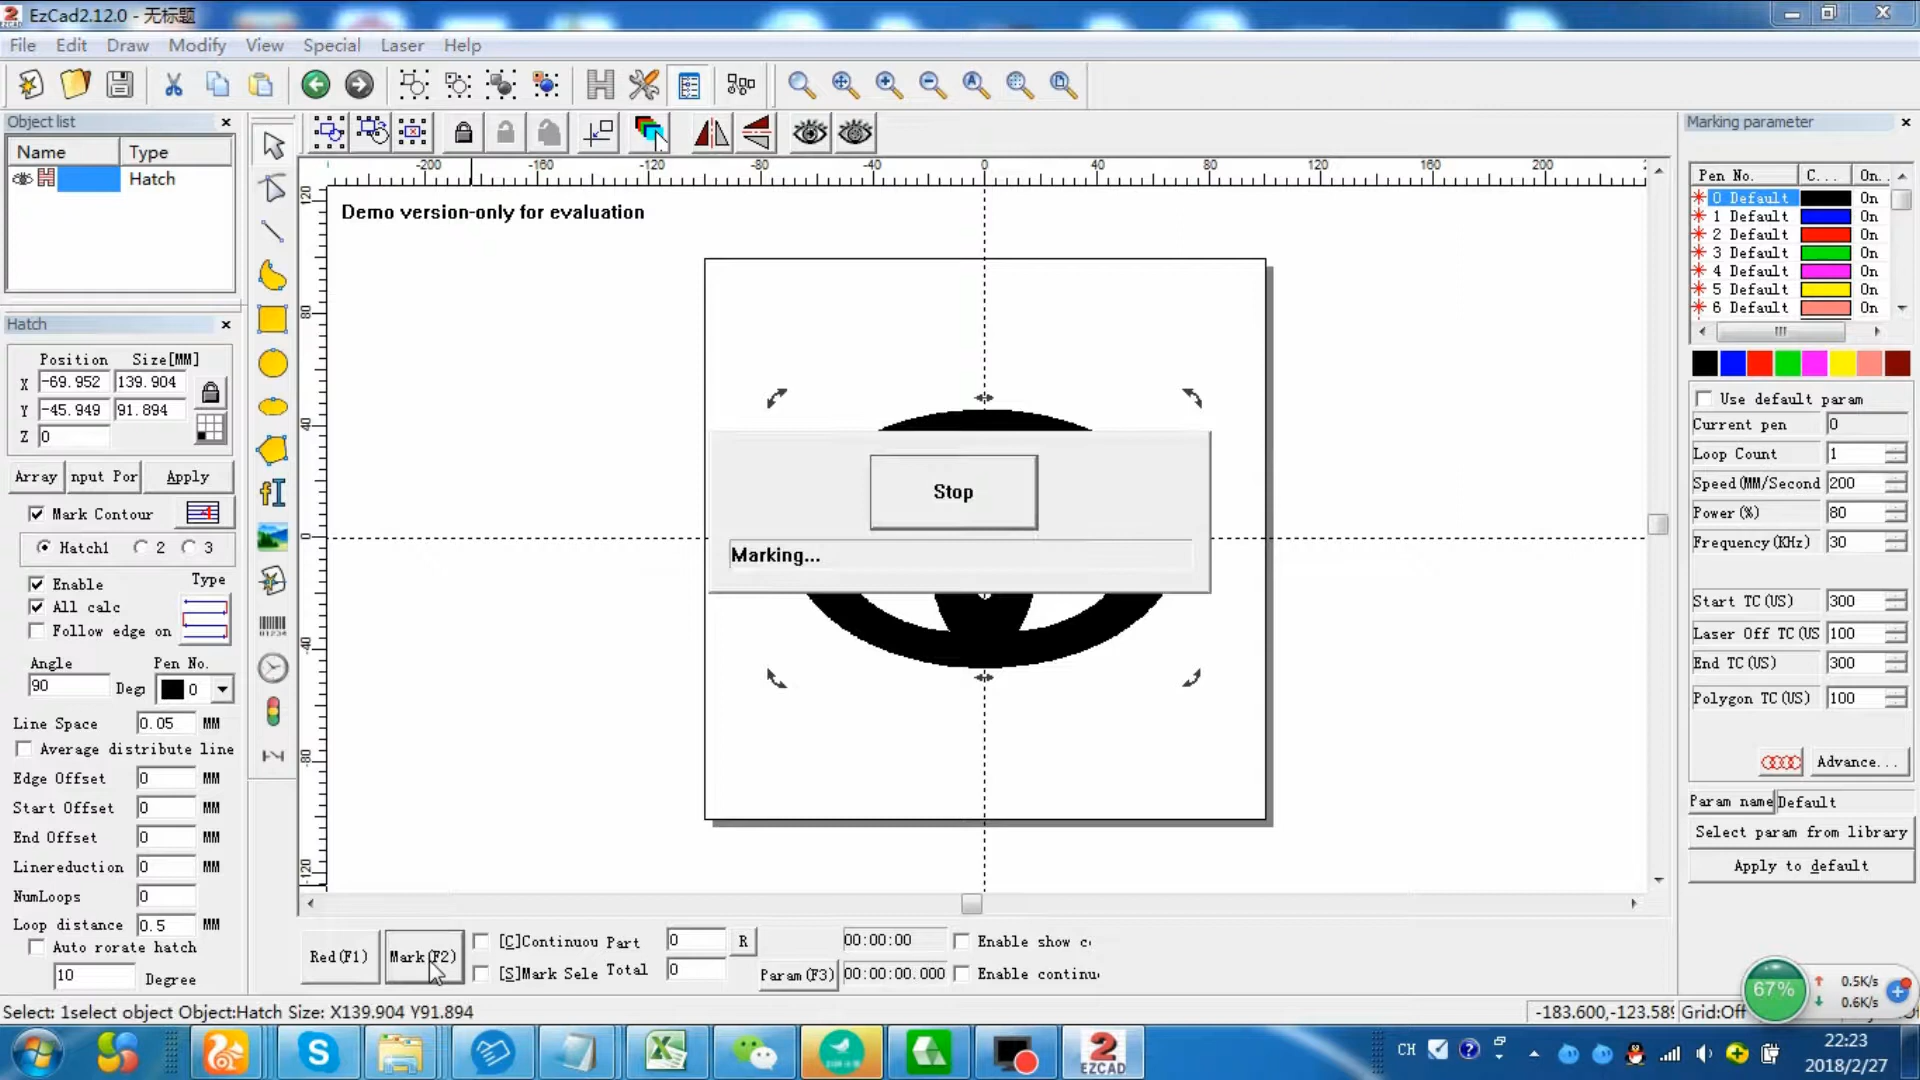 EzCad2.12.0 - 无标题
File Edit Draw Modify View Special Laser Help
Object list
Name Type
Hatch
Hatch
Position Size[MM]
X -69.952 139.904
Y -45.949 91.894
Z 0
Array nput Por Apply
Mark Contour
Hatch1 2 3
Enable Type
All calc
Follow edge on
Angle Pen No.
90 Deg 0
Line Space 0.05 MM
Average distribute line
Edge Offset 0 MM
Start Offset 0 MM
End Offset 0 MM
Linereduction 0 MM
NumLoops 0
Loop distance 0.5 MM
Auto rorate hatch
10 Degree
-200 -160 -120 -80 -40 0 40 80 120 160 200
120
80
40
0
-40
-80
-120
Demo version-only for evaluation
Stop
Marking...
Marking parameter
Pen No. C... On.
0 Default On
1 Default On
2 Default On
3 Default On
4 Default On
5 Default On
6 Default On
Use default param
Current pen 0
Loop Count 1
Speed(MM/Second 200
Power(%) 80
Frequency(KHz) 30
Start TC(US) 300
Laser Off TC(US 100
End TC(US) 300
Polygon TC(US) 100
Advance...
Param name Default
Select param from library
Apply to default
Red(F1) Mark(F2) [C]Continuou Part 0 R 00:00:00 Enable show c
[S]Mark Sele Total 0 Param(F3) 00:00:00.000 Enable continu
Select: 1select object Object:Hatch Size: X139.904 Y91.894 -183.600,-123.589 Grid:Off
67% 0.5K/s
0.6K/s
2
EZCAD
CH
22:23
2018/2/27